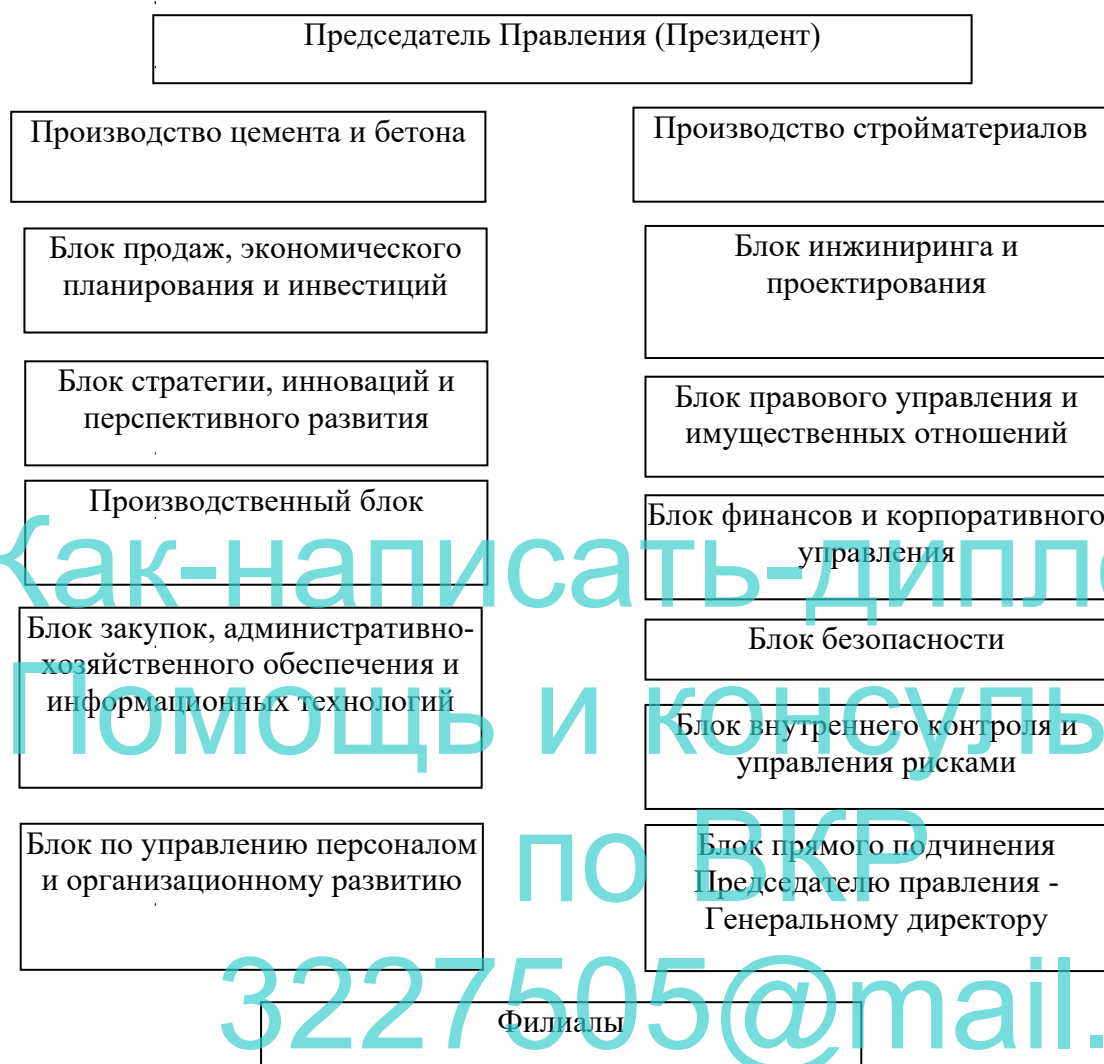 Председатель Правления (Президент)
Производство цемента и бетона
Производство стройматериалов
Блок продаж, экономического
планирования и инвестиций
Блок инжиниринга и
проектирования
Блок стратегии, инноваций и
перспективного развития
Блок правового управления и
имущественных отношений
Производственный блок
Блок финансов и корпоративного
управления
Как-написать-дипло
Блок закупок, административно-
хозяйственного обеспечения и
информационных технологий
Блок безопасности
Помощь и консуль
Блок внутреннего контроля и
управления рисками
Блок по управлению персоналом
и организационному развитию
по ВКР
Блок прямого подчинения
Председателю правления -
Генеральному директору
3227505@mail.
Филиалы